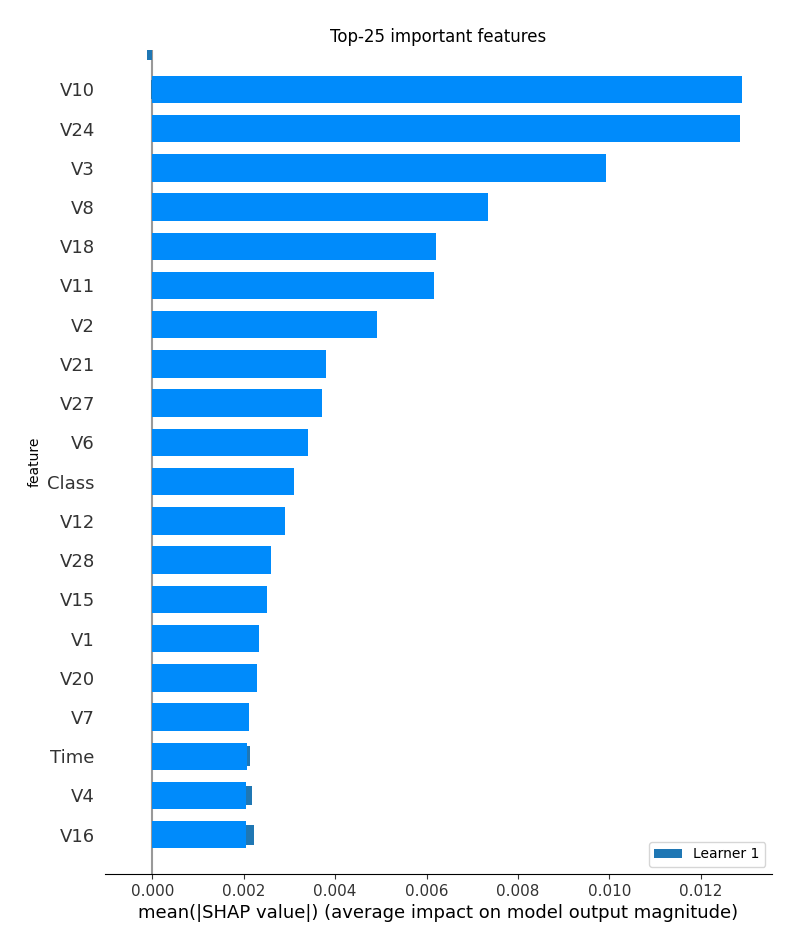 Top-25 important features
V10
V24
V3
V8
V18
V11
V2
V21
V27
V6
feature
Class
V12
V28
V15
V1
V20
V7
Time
V4
V16
Learner 1
0.000 0.002 0.004 0.006 0.008 0.010 0.012
mean(|SHAP value|) (average impact on model output magnitude)